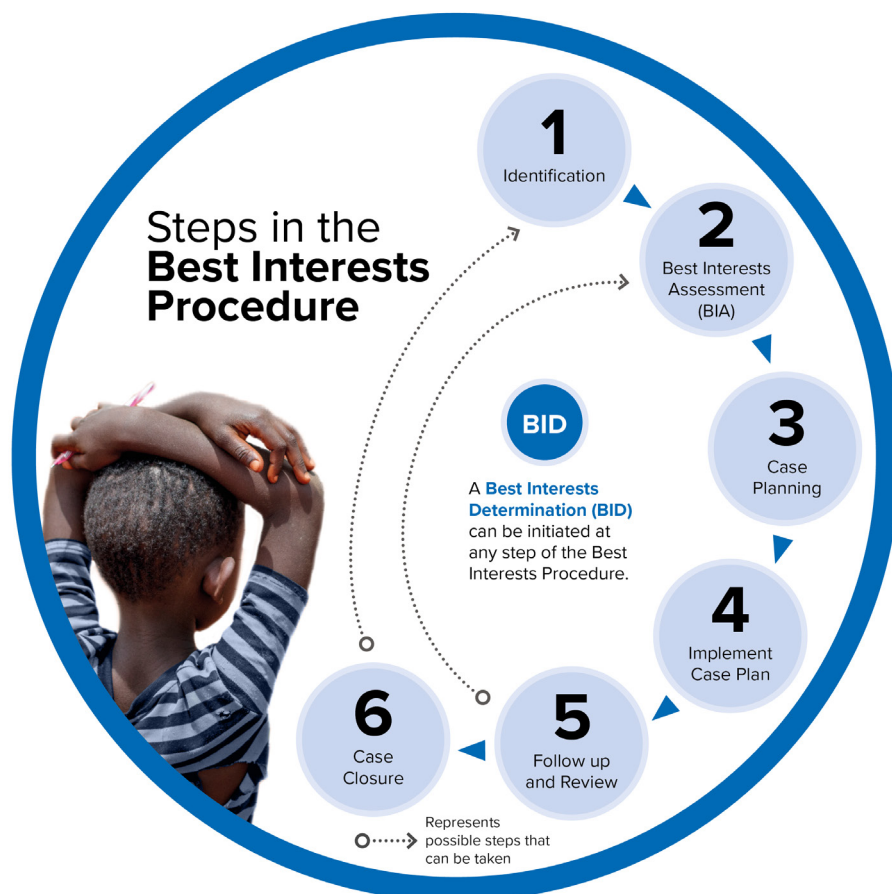 Steps in the
Best Interests
Procedure
1
Identification
2
Best Interests
Assessment
(BIA)
3
Case
Planning
4
Implement
Case Plan
5
Follow up
and Review
6
Case
Closure
BID
A Best Interests
Determination (BID)
can be initiated at
any step of the Best
Interests Procedure.
Represents
possible steps that
can be taken